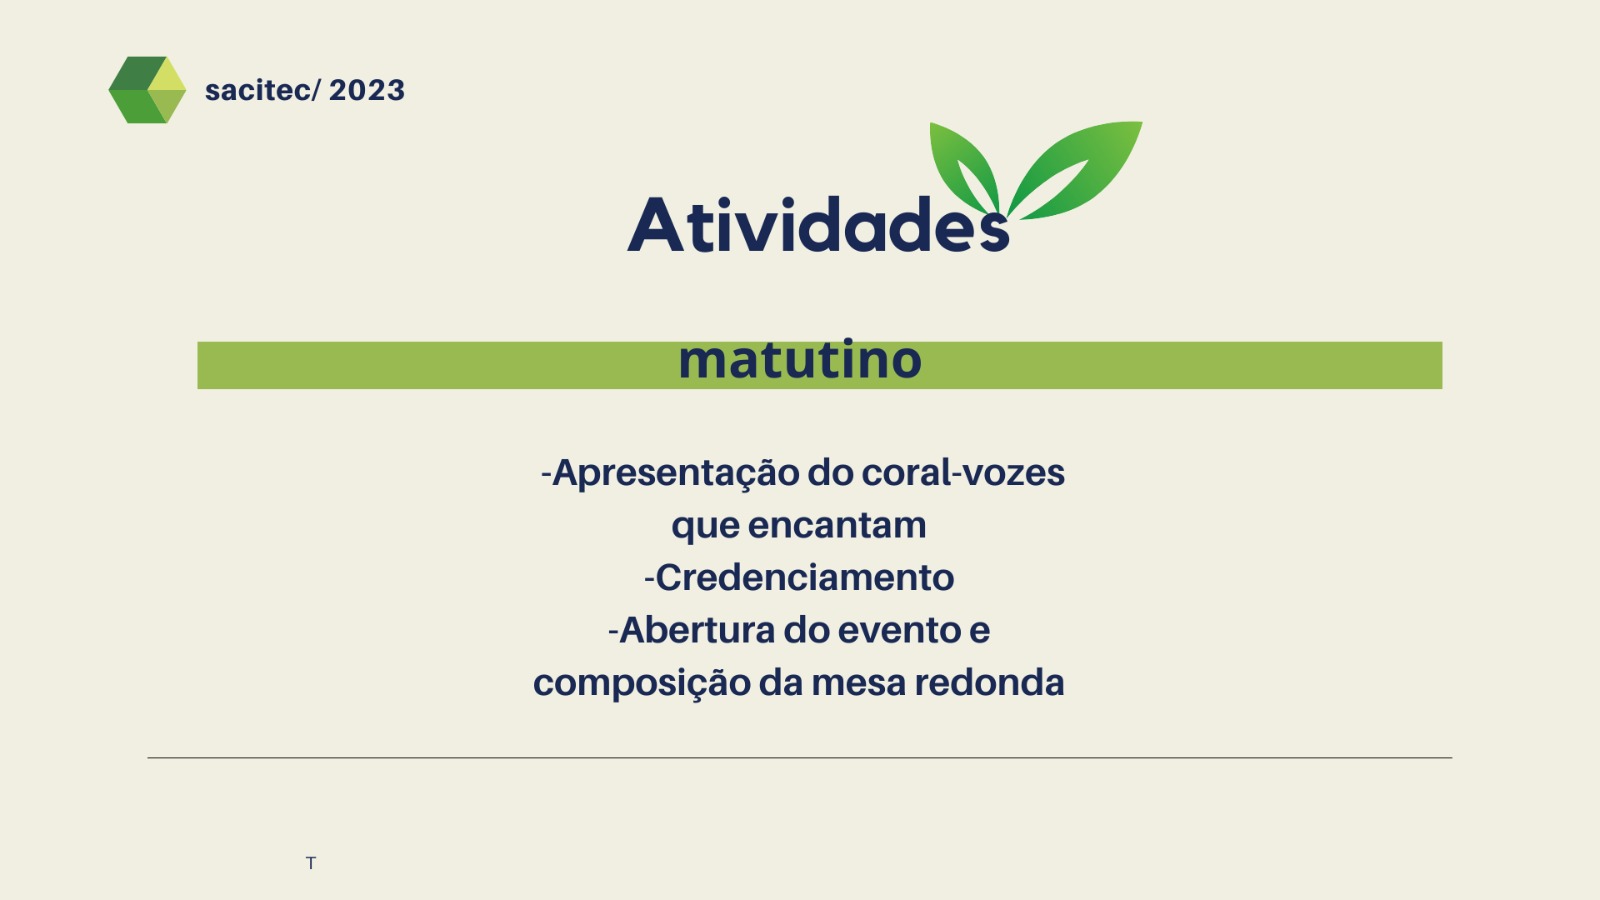 sacitec/ 2023
Atividades
matutino
-Apresentação do coral-vozes
que encantam
-Credenciamento
-Abertura do evento e
composição da mesa redonda
T